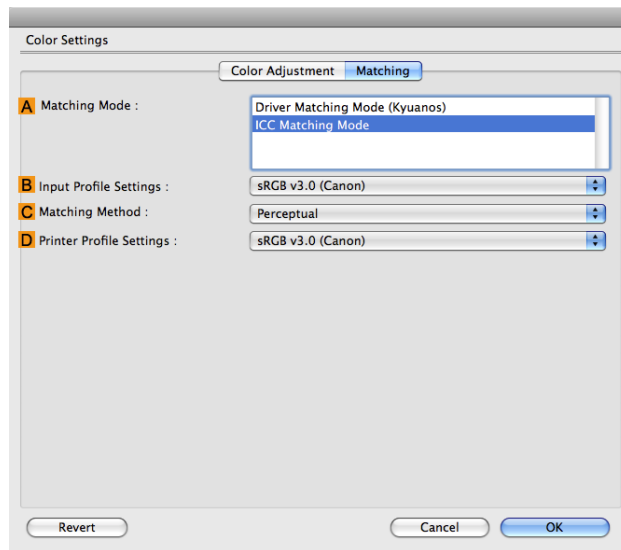 Color Settings
Color Adjustment Matching
A Matching Mode :
Driver Matching Mode (Kyuanos)
ICC Matching Mode
B Input Profile Settings : sRGB v3.0 (Canon)
C Matching Method : Perceptual
D Printer Profile Settings : sRGB v3.0 (Canon)
Revert Cancel OK